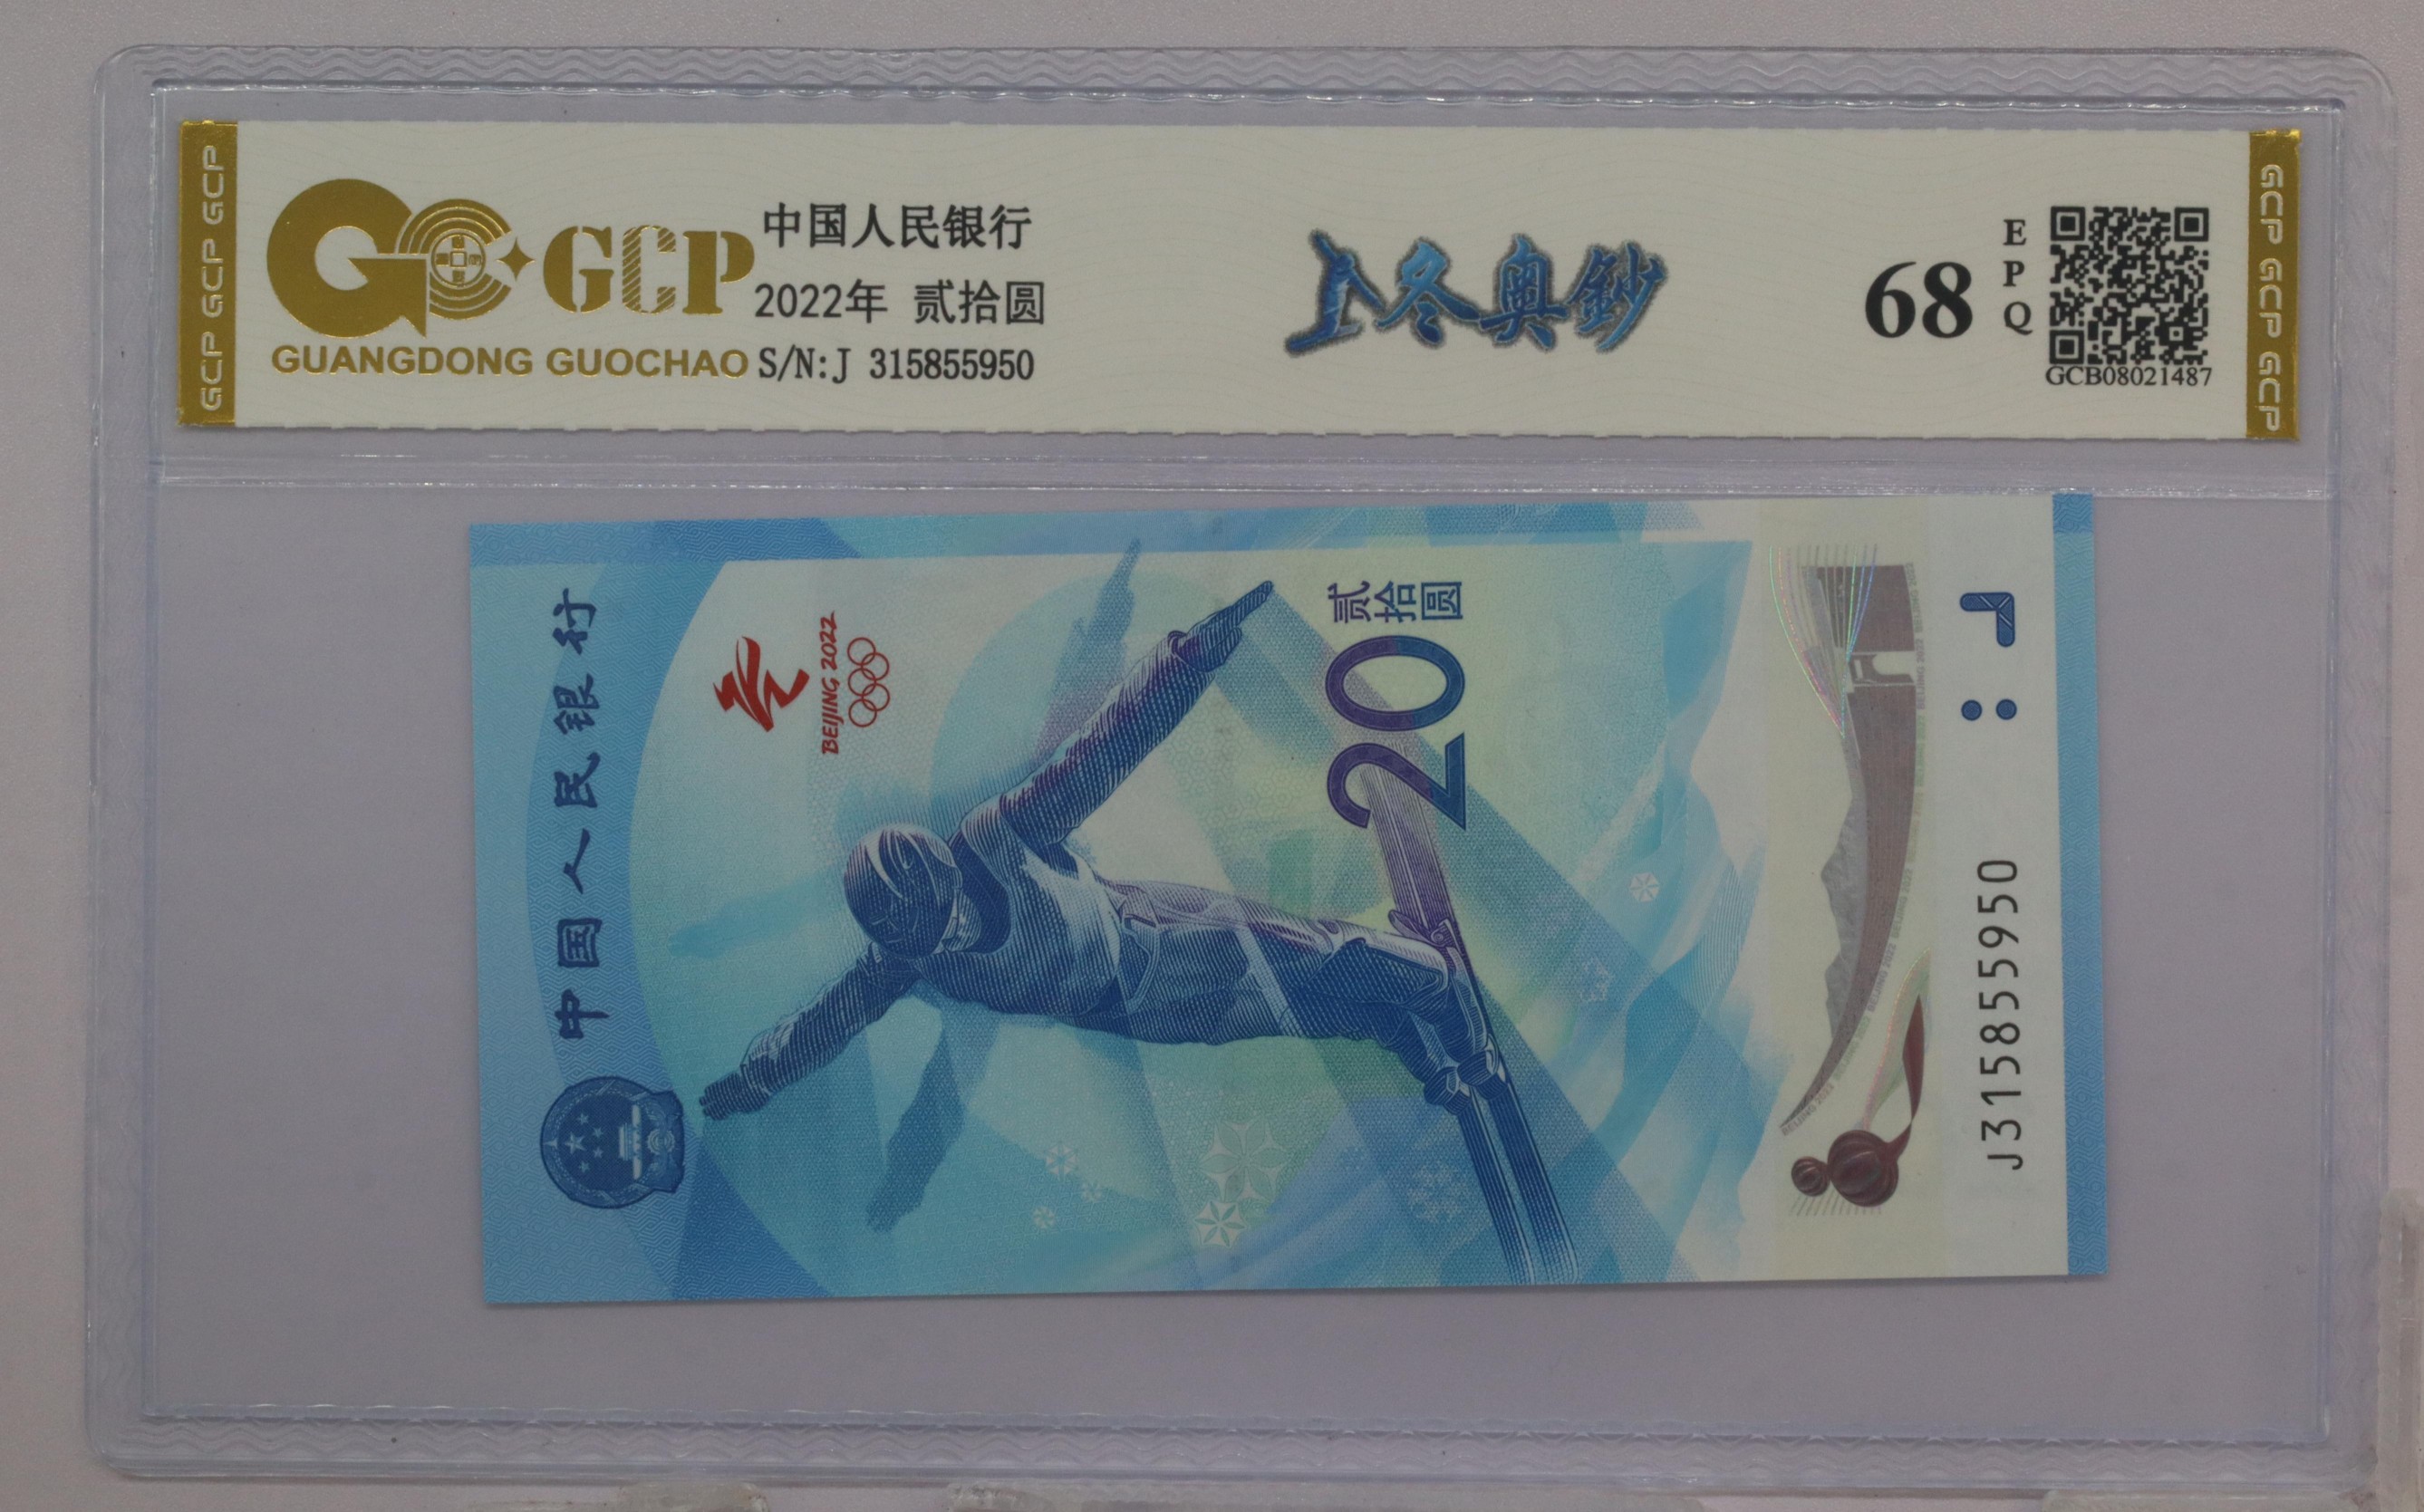 GCP GCP GCP
GCP
GUANGDONG GUOCHAO
中国人民银行
2022年 贰拾圆
S/N:J 315855950
冬奥鈔
68
EPQ
GCB08021487
GCP GCP GCP
中国人民银行
BEIJING 2022
贰拾圆
20
J315855950